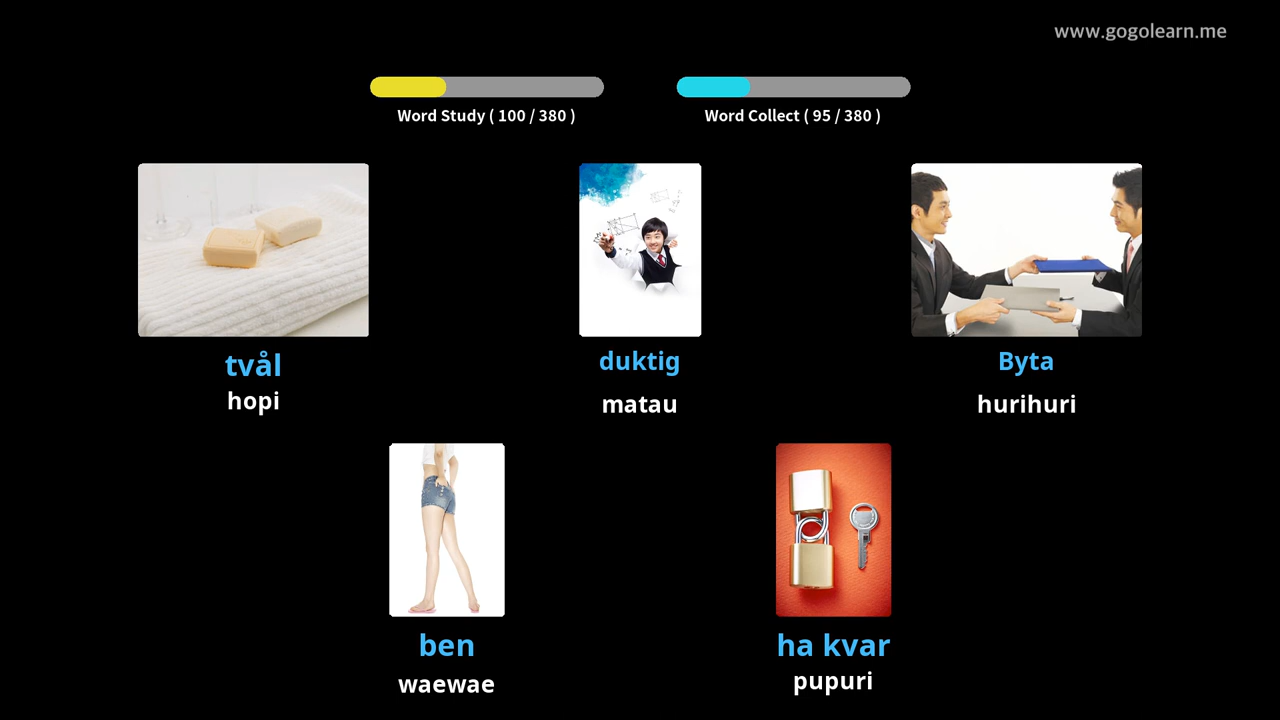 www.gogolearn.me
Word Study ( 100 / 380 )
Word Collect ( 95 / 380 )
tvål
hopi
duktig
matau
Byta
hurihuri
ben
waewae
ha kvar
pupuri